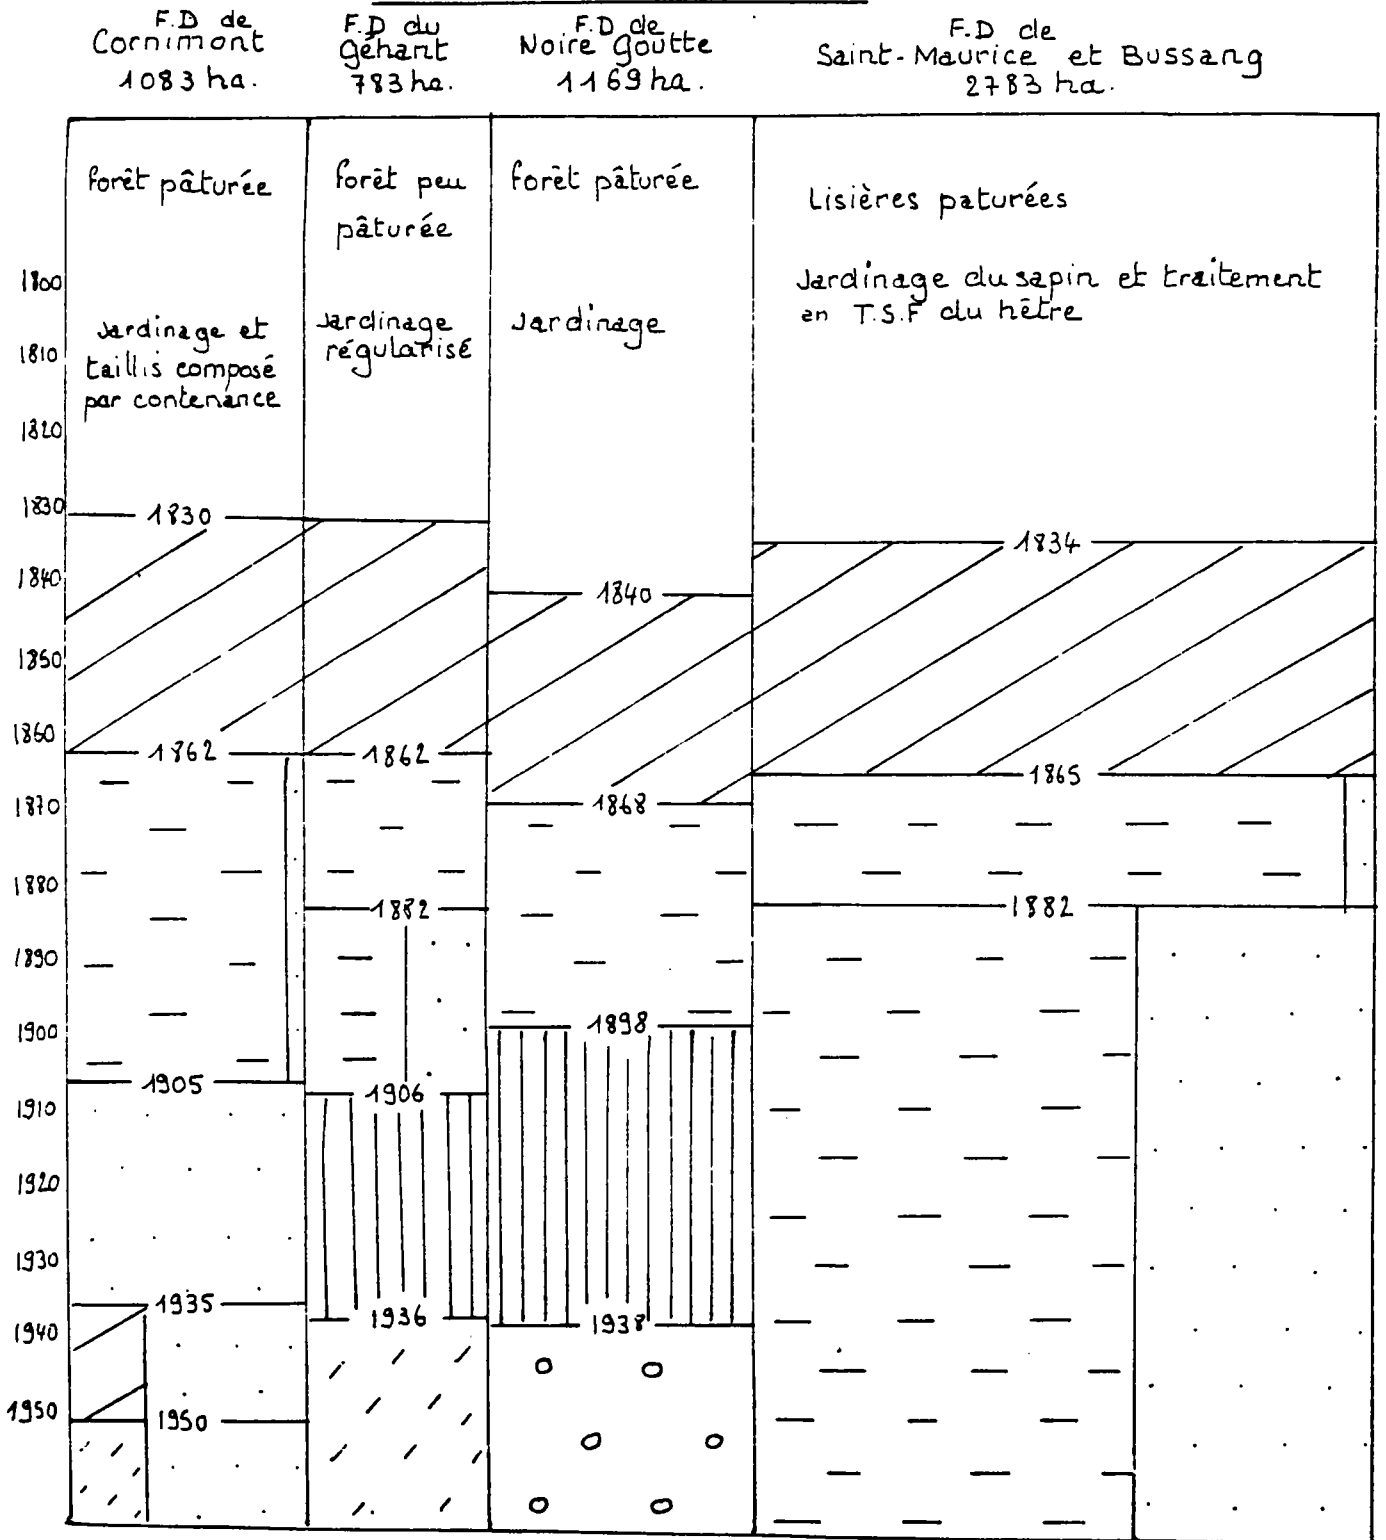 F.D de
Cornimont
1083 ha.
F.D du
Géhant
783 ha.
F.D de
Noire Goutte
1169 ha.
F.D de
Saint-Maurice et Bussang
2783 ha.
forêt pâturée
Jardinage et
taillis composé
par contenance
forêt peu
pâturée
Jardinage
régularisé
forêt pâturée
Jardinage
Lisières paturées
Jardinage du sapin et traitement
en T.S.F du hêtre
1800
1810
1820
1830
1840
1850
1860
1870
1880
1890
1900
1910
1920
1930
1940
1950
1830
1862
1905
1935
1950
1862
1882
1906
1936
1840
1868
1898
1938
1834
1865
1882